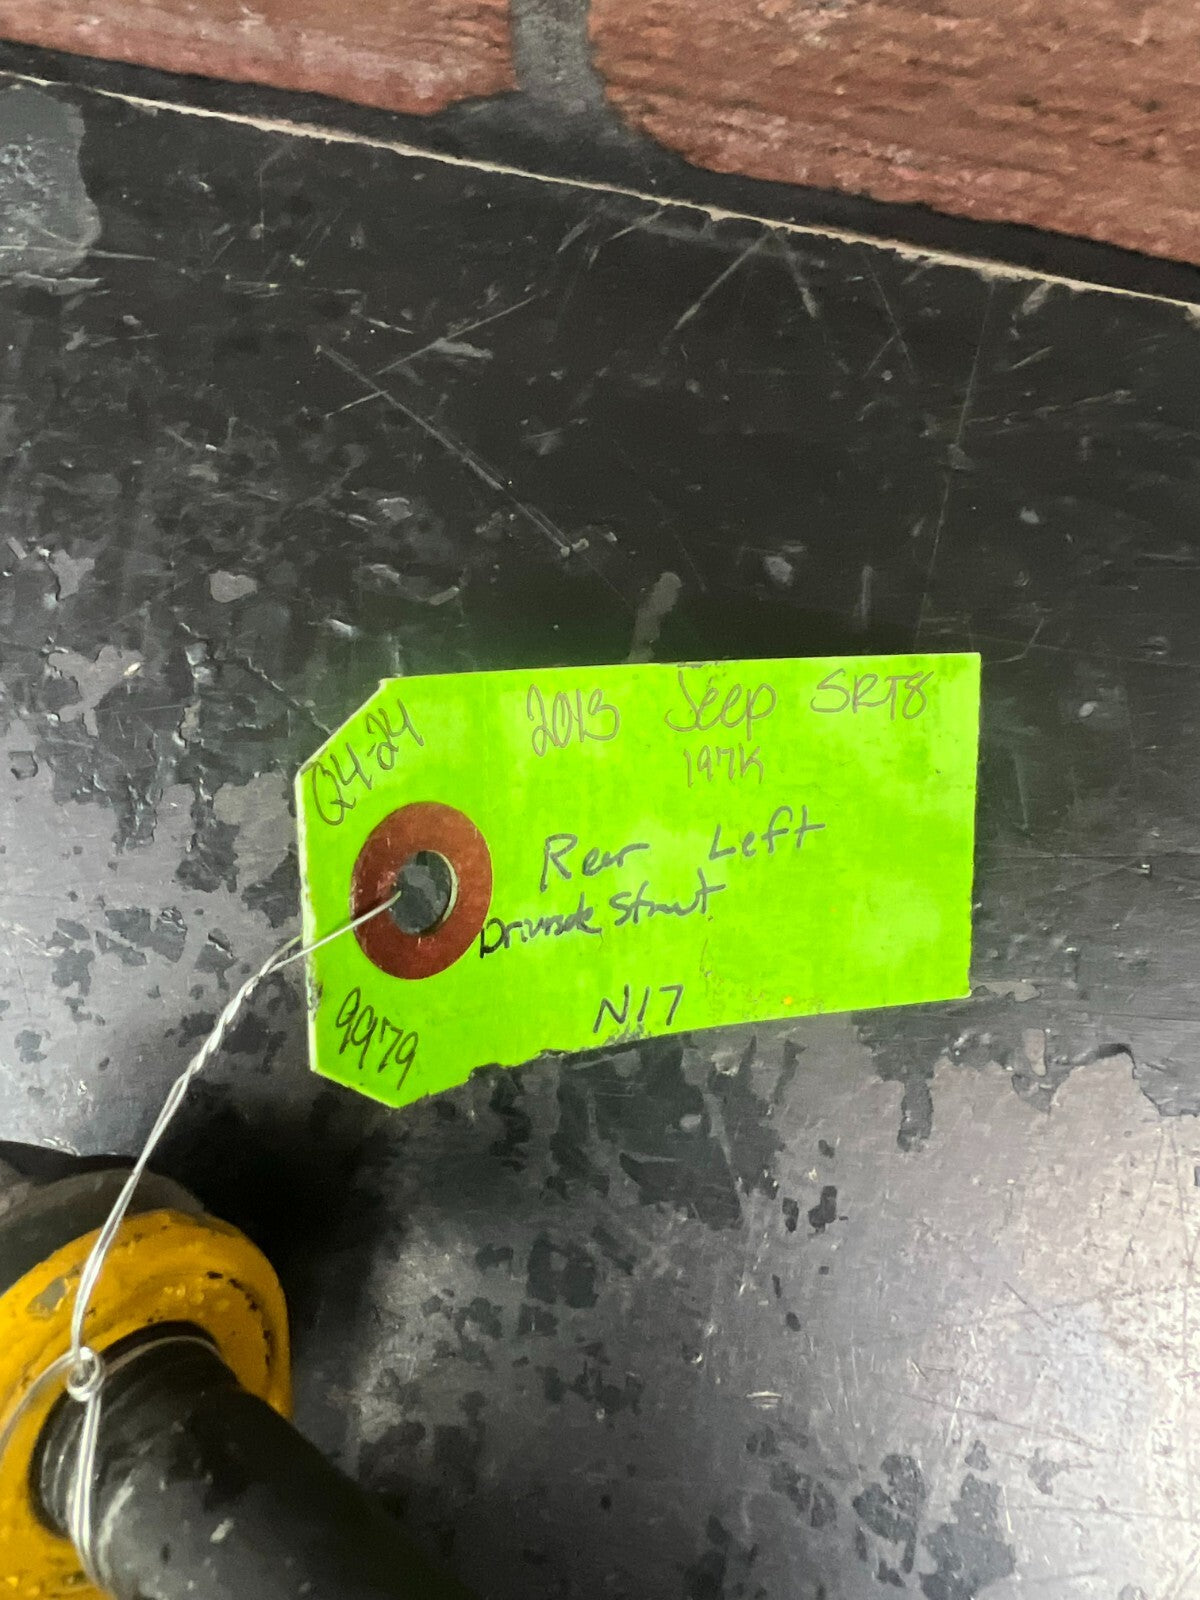 Q4-24
2013 Jeep SRT8
197K
Rear Left
Driverside Strut
N17
9979